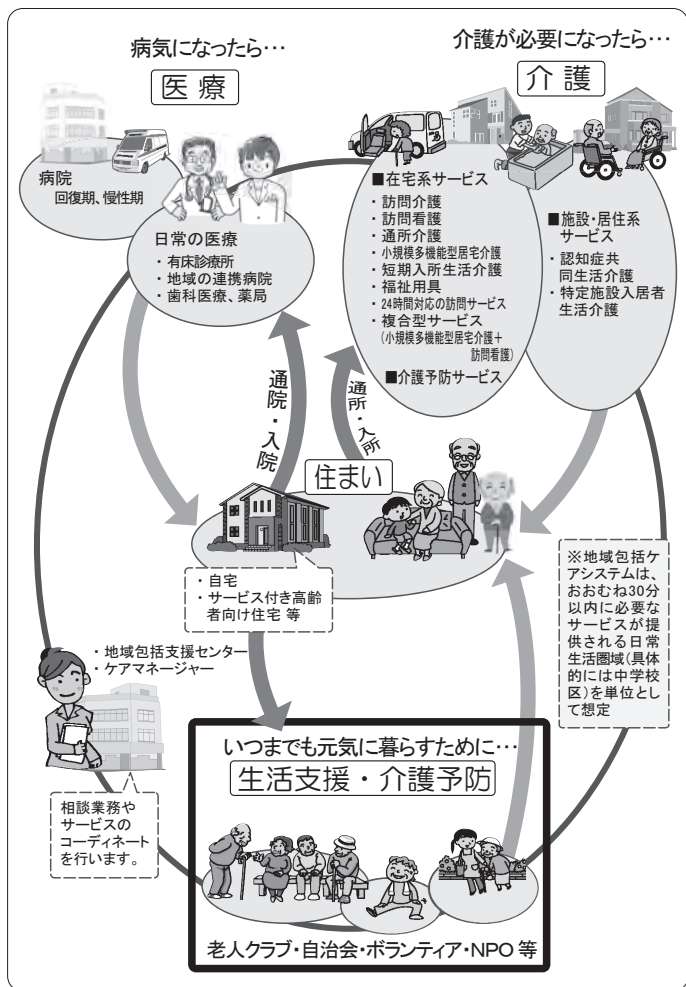 病気になったら…
医療
介護が必要になったら…
介護
病院
回復期、慢性期
日常の医療
・有床診療所
・地域の連携病院
・歯科医療、薬局
■在宅系サービス
・訪問介護
・訪問看護
・通所介護
・小規模多機能型居宅介護
・短期入所生活介護
・福祉用具
・24時間対応の訪問サービス
・複合型サービス
(小規模多機能型居宅介護＋
訪問看護)
■介護予防サービス
■施設・居住系
サービス
・認知症共
同生活介護
・特定施設入居者
生活介護
通院・入院
通所・入所
住まい
・自宅
・サービス付き高齢
者向け住宅 等
※地域包括ケ
アシステムは、
おおむね30分
以内に必要な
サービスが提
供される日常
生活圏域(具体
的には中学校
区)を単位とし
て想定
・地域包括支援センター
・ケアマネージャー
相談業務や
サービスの
コーディネート
を行います。
いつまでも元気に暮らすために…
生活支援・介護予防
老人クラブ・自治会・ボランティア・NPO 等